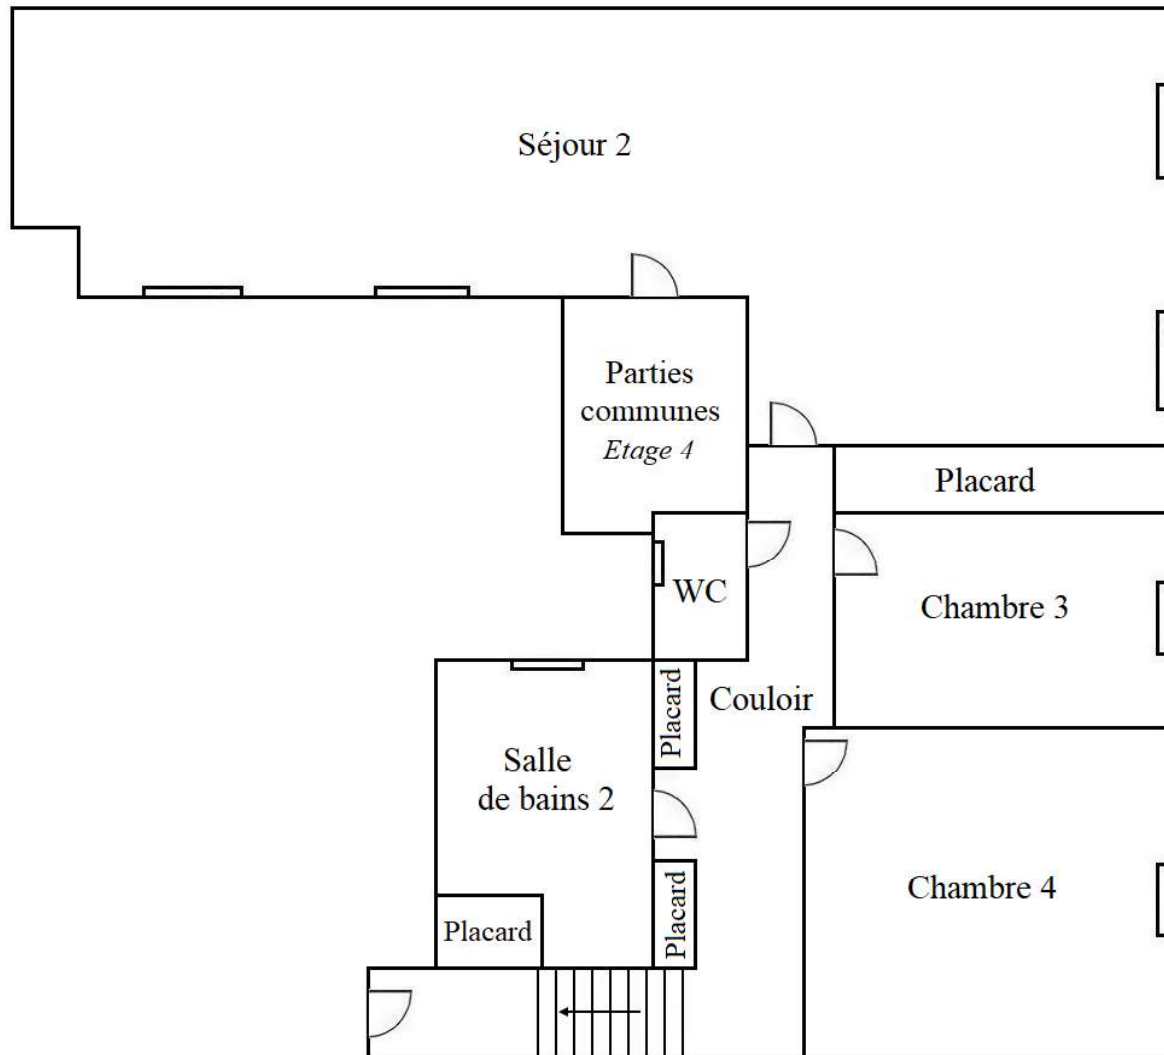 Séjour 2
Parties
communes
Etage 4
Placard
WC
Chambre 3
Placard
Couloir
Salle
de bains 2
Chambre 4
Placard
Placard